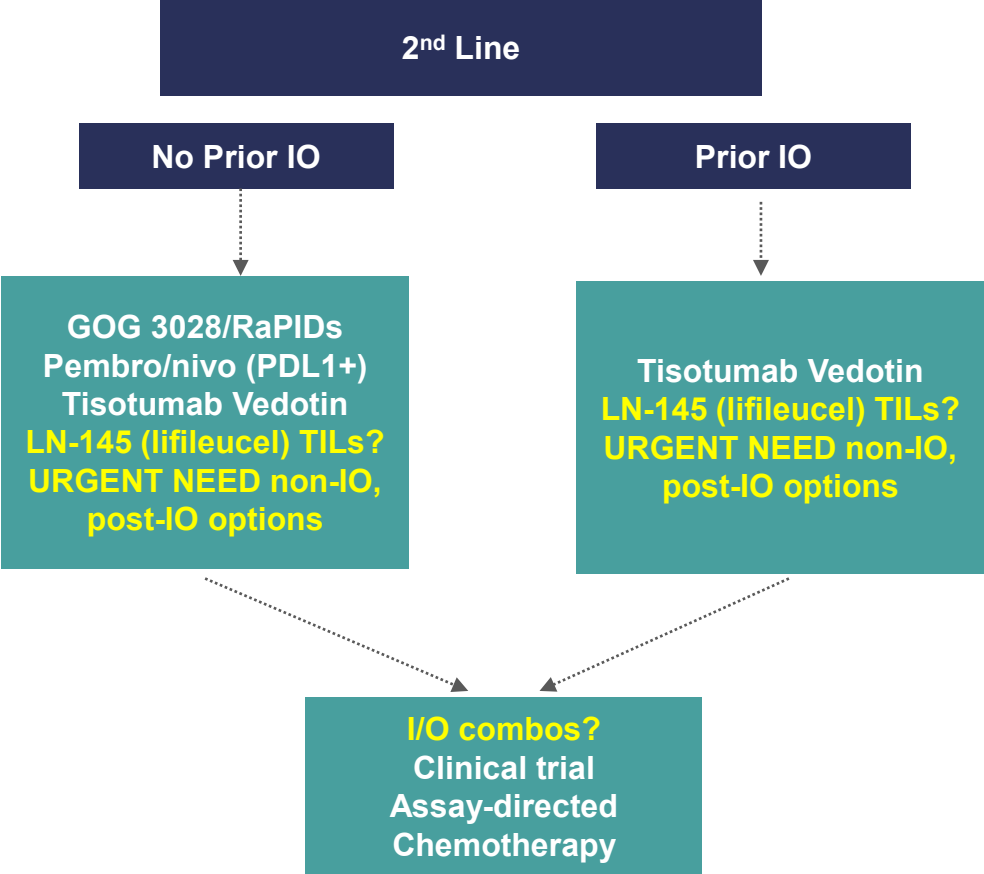 2nd Line
No Prior IO
Prior IO
GOG 3028/RaPIDs
Pembro/nivo (PDL1+)
Tisotumab Vedotin
LN-145 (lifileucel) TILs?
URGENT NEED non-IO,
post-IO options
Tisotumab Vedotin
LN-145 (lifileucel) TILs?
URGENT NEED non-IO,
post-IO options
I/O combos?
Clinical trial
Assay-directed
Chemotherapy